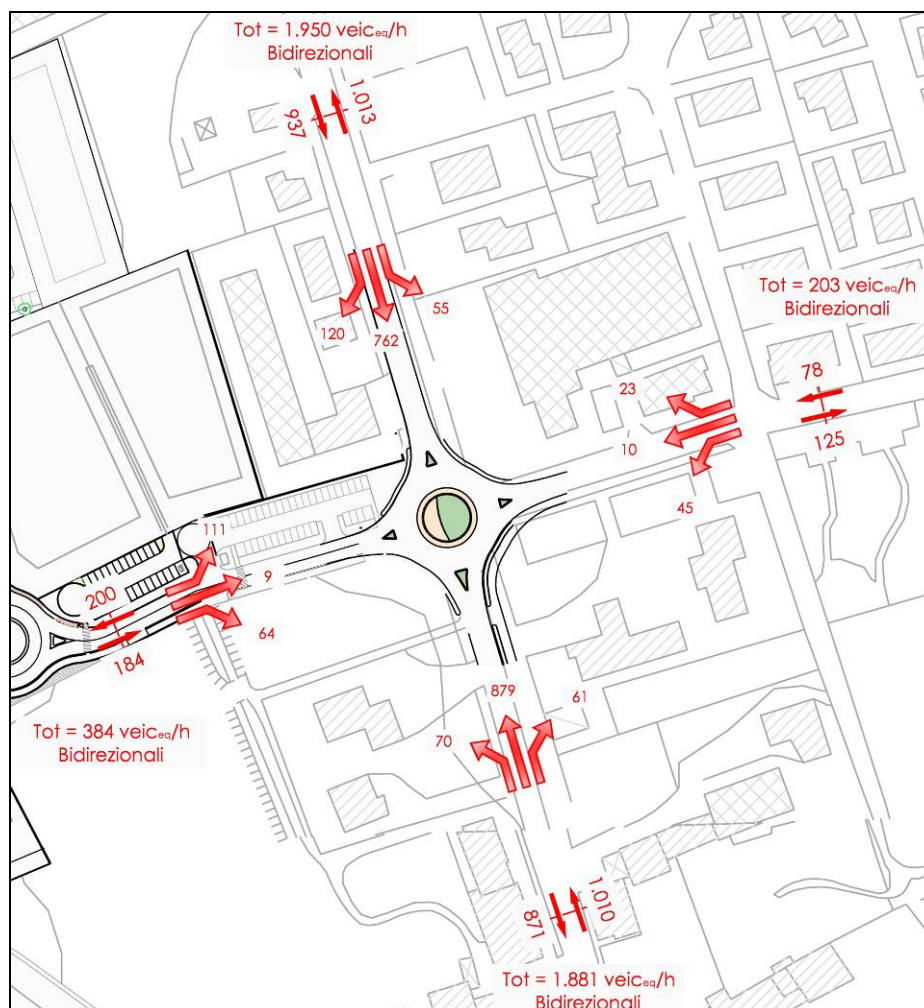 Tot = 1.950 veiceq/h
Bidirezionali
937
1.013
120
762
55
Tot = 203 veiceq/h
Bidirezionali
78
125
23
10
45
111
9
64
200
184
Tot = 384 veiceq/h
Bidirezionali
879
61
70
871
1.010
Tot = 1.881 veiceq/h
Bidirezionali